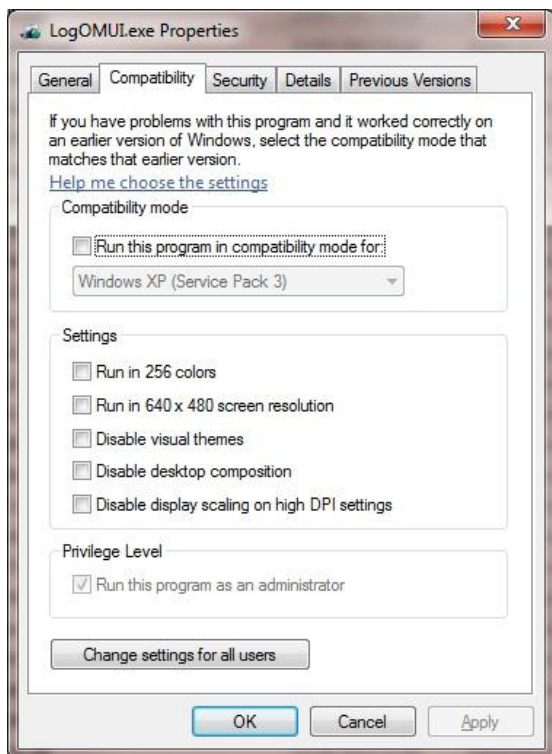 LogOMUI.exe Properties
General
Compatibility
Security
Details
Previous Versions
If you have problems with this program and it worked correctly on
an earlier version of Windows, select the compatibility mode that
matches that earlier version.
Help me choose the settings
Compatibility mode
Run this program in compatibility mode for:
Windows XP (Service Pack 3)
Settings
Run in 256 colors
Run in 640 x 480 screen resolution
Disable visual themes
Disable desktop composition
Disable display scaling on high DPI settings
Privilege Level
Run this program as an administrator
Change settings for all users
OK
Cancel
Apply